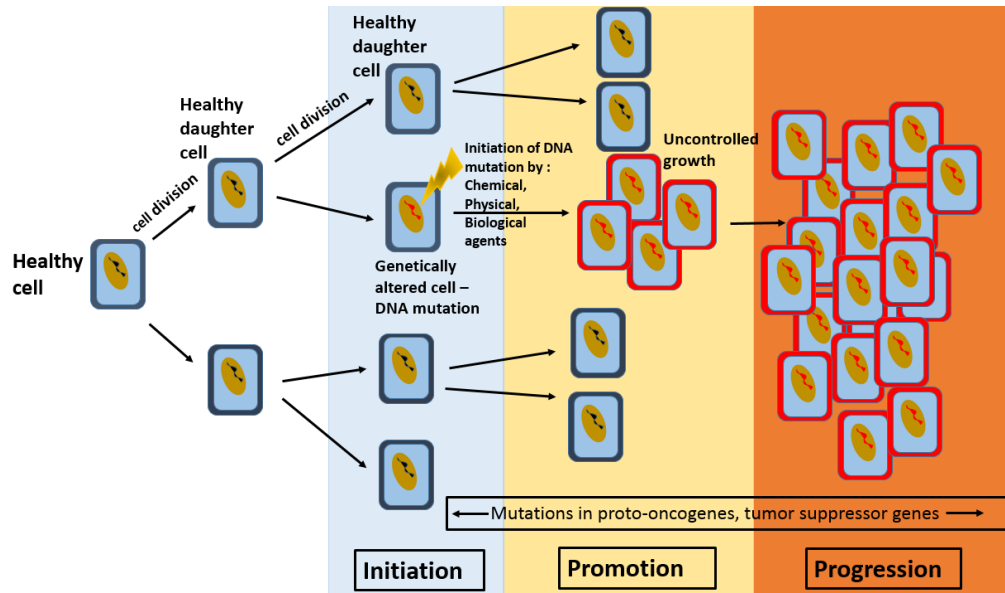 Healthy
daughter
cell
Healthy
daughter
cell
cell division
cell division
Healthy
cell
Initiation of DNA
mutation by :
Chemical,
Physical,
Biological
agents
Genetically
altered cell –
DNA mutation
Uncontrolled
growth
Mutations in proto-oncogenes, tumor suppressor genes
Initiation
Promotion
Progression